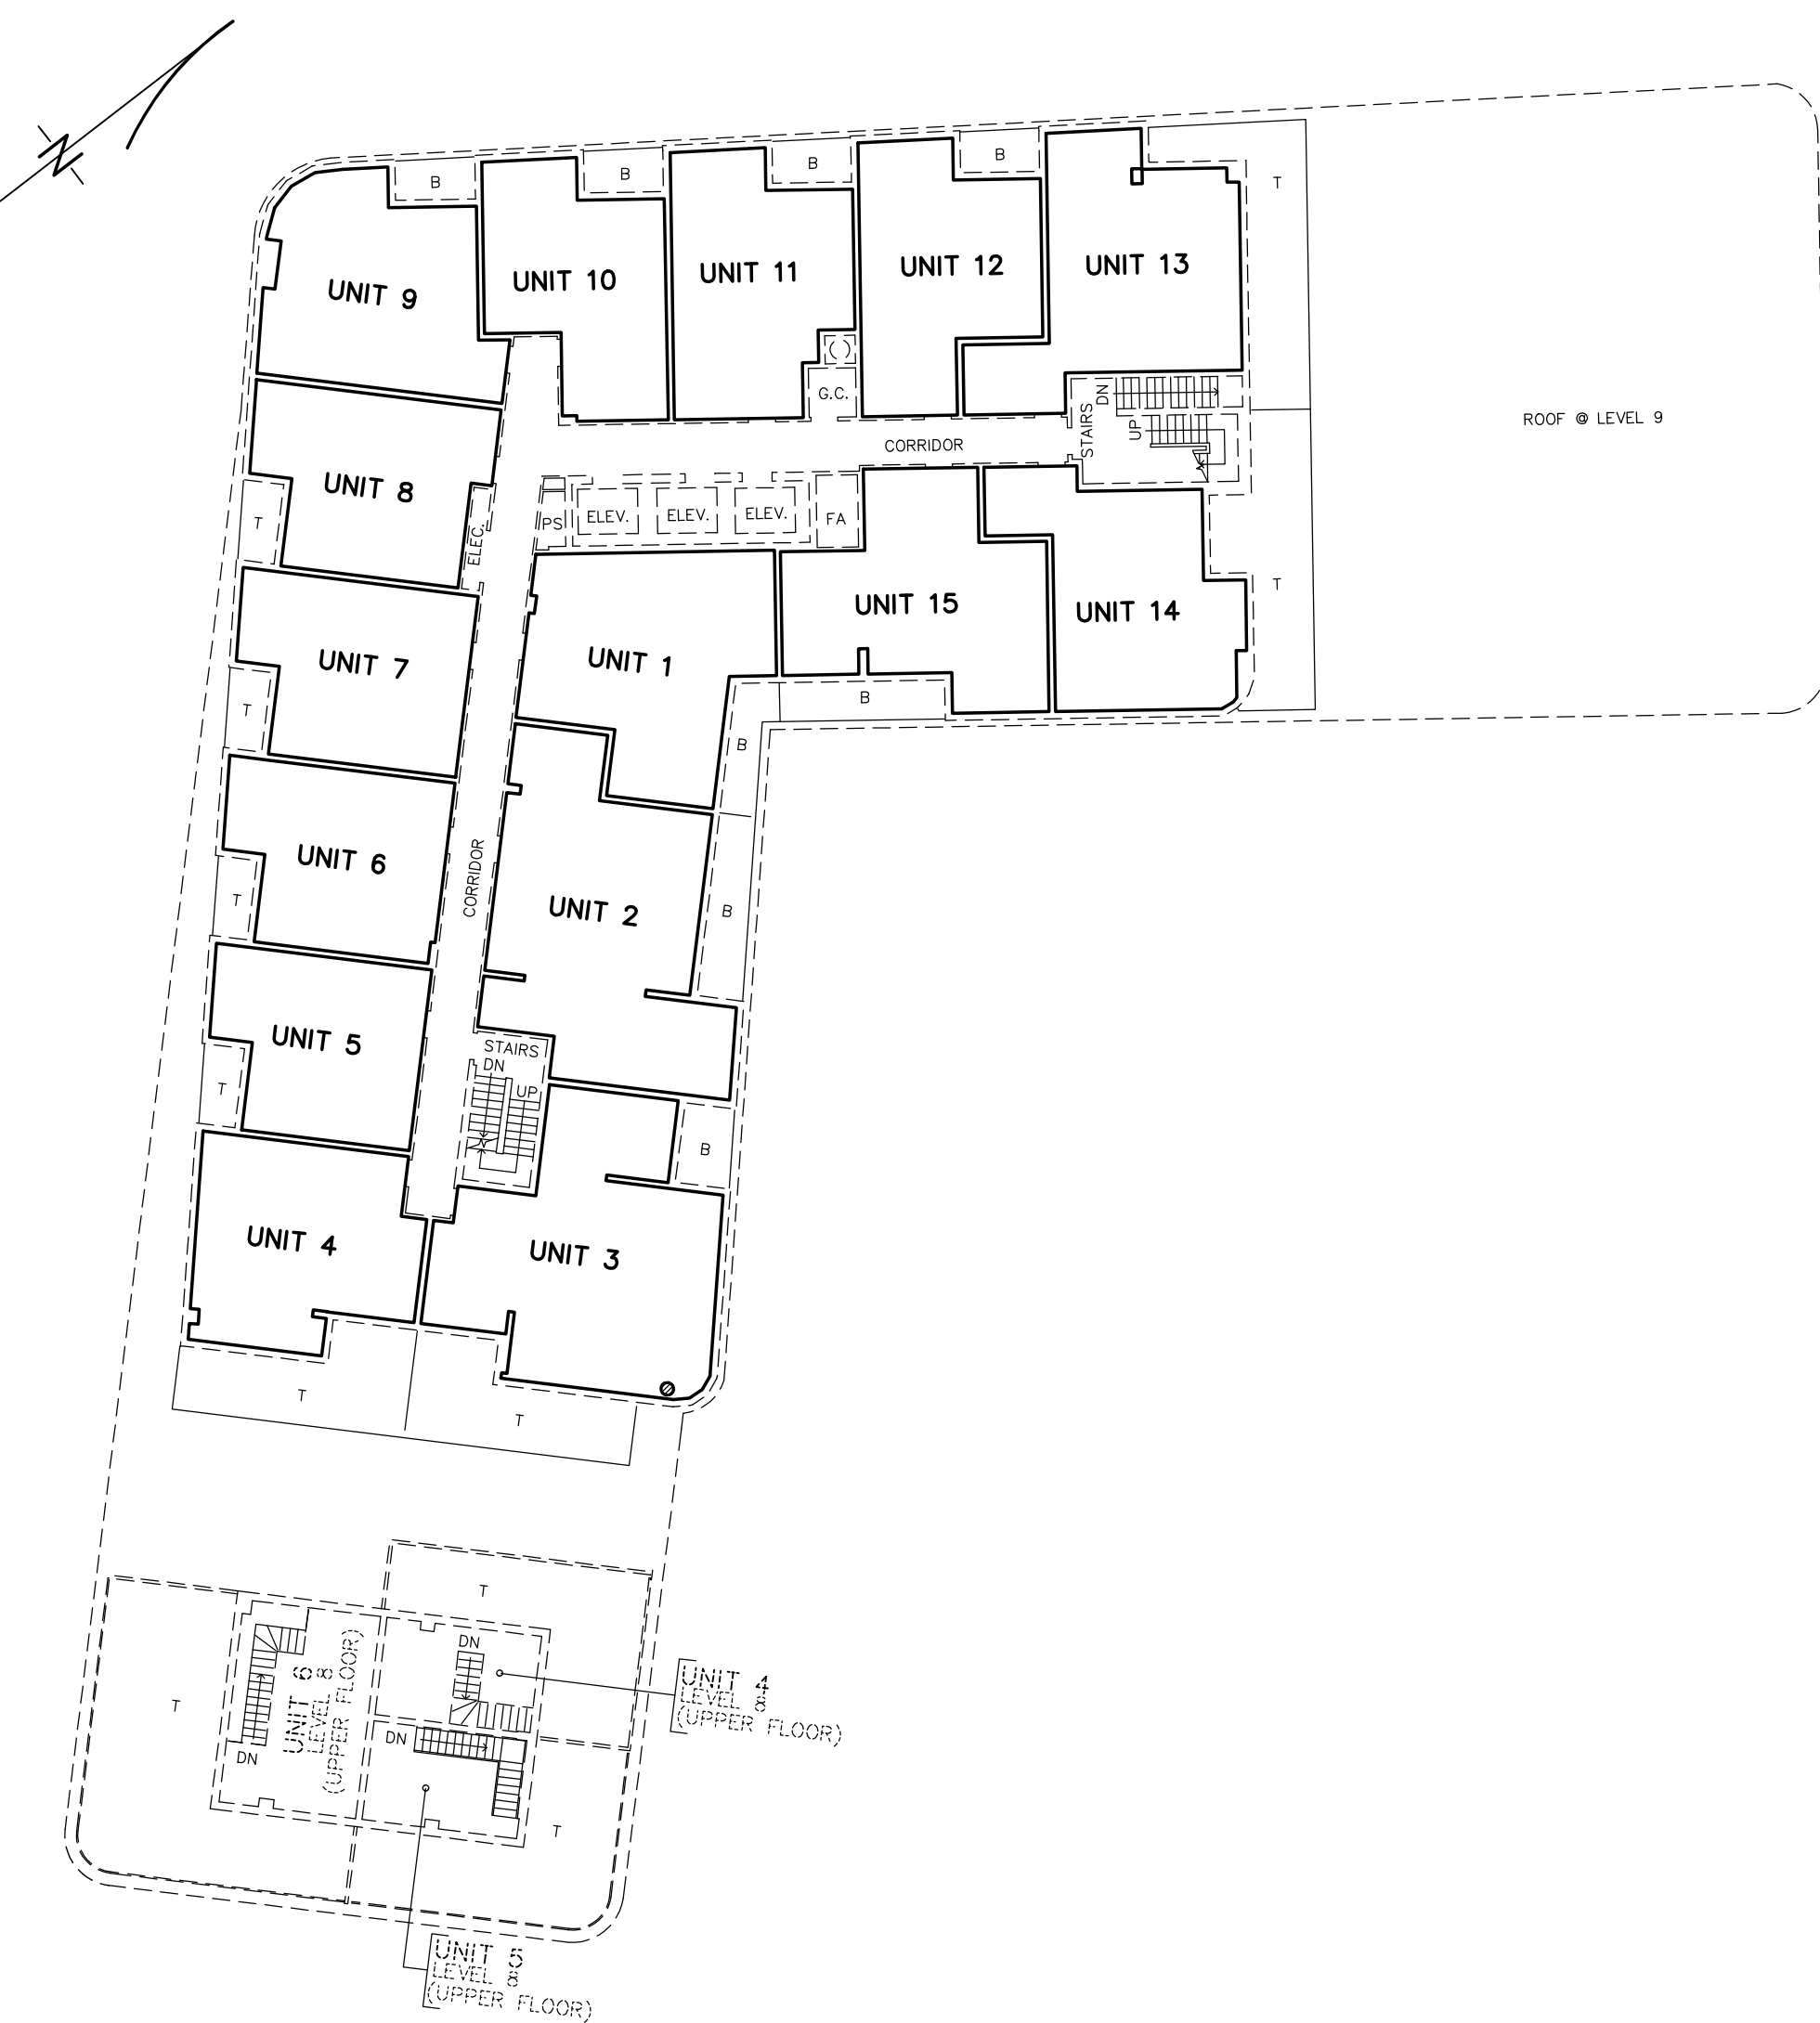 N
B
B
B
B
T
UNIT 9
UNIT 10
UNIT 11
UNIT 12
UNIT 13
G.C.
DN
STAIRS
UP
CORRIDOR
ROOF @ LEVEL 9
UNIT 8
T
ELEC.
PS
ELEV.
ELEV.
ELEV.
FA
T
UNIT 7
T
UNIT 1
UNIT 15
UNIT 14
B
B
UNIT 6
T
CORRIDOR
UNIT 2
B
UNIT 5
T
STAIRS
DN
UP
B
UNIT 4
UNIT 3
T
T
T
DN
UNIT 6
LEVEL 8
(UPPER FLOOR)
T
DN
DN
UNIT 4
LEVEL 8
(UPPER FLOOR)
T
UNIT 5
LEVEL 8
(UPPER FLOOR)